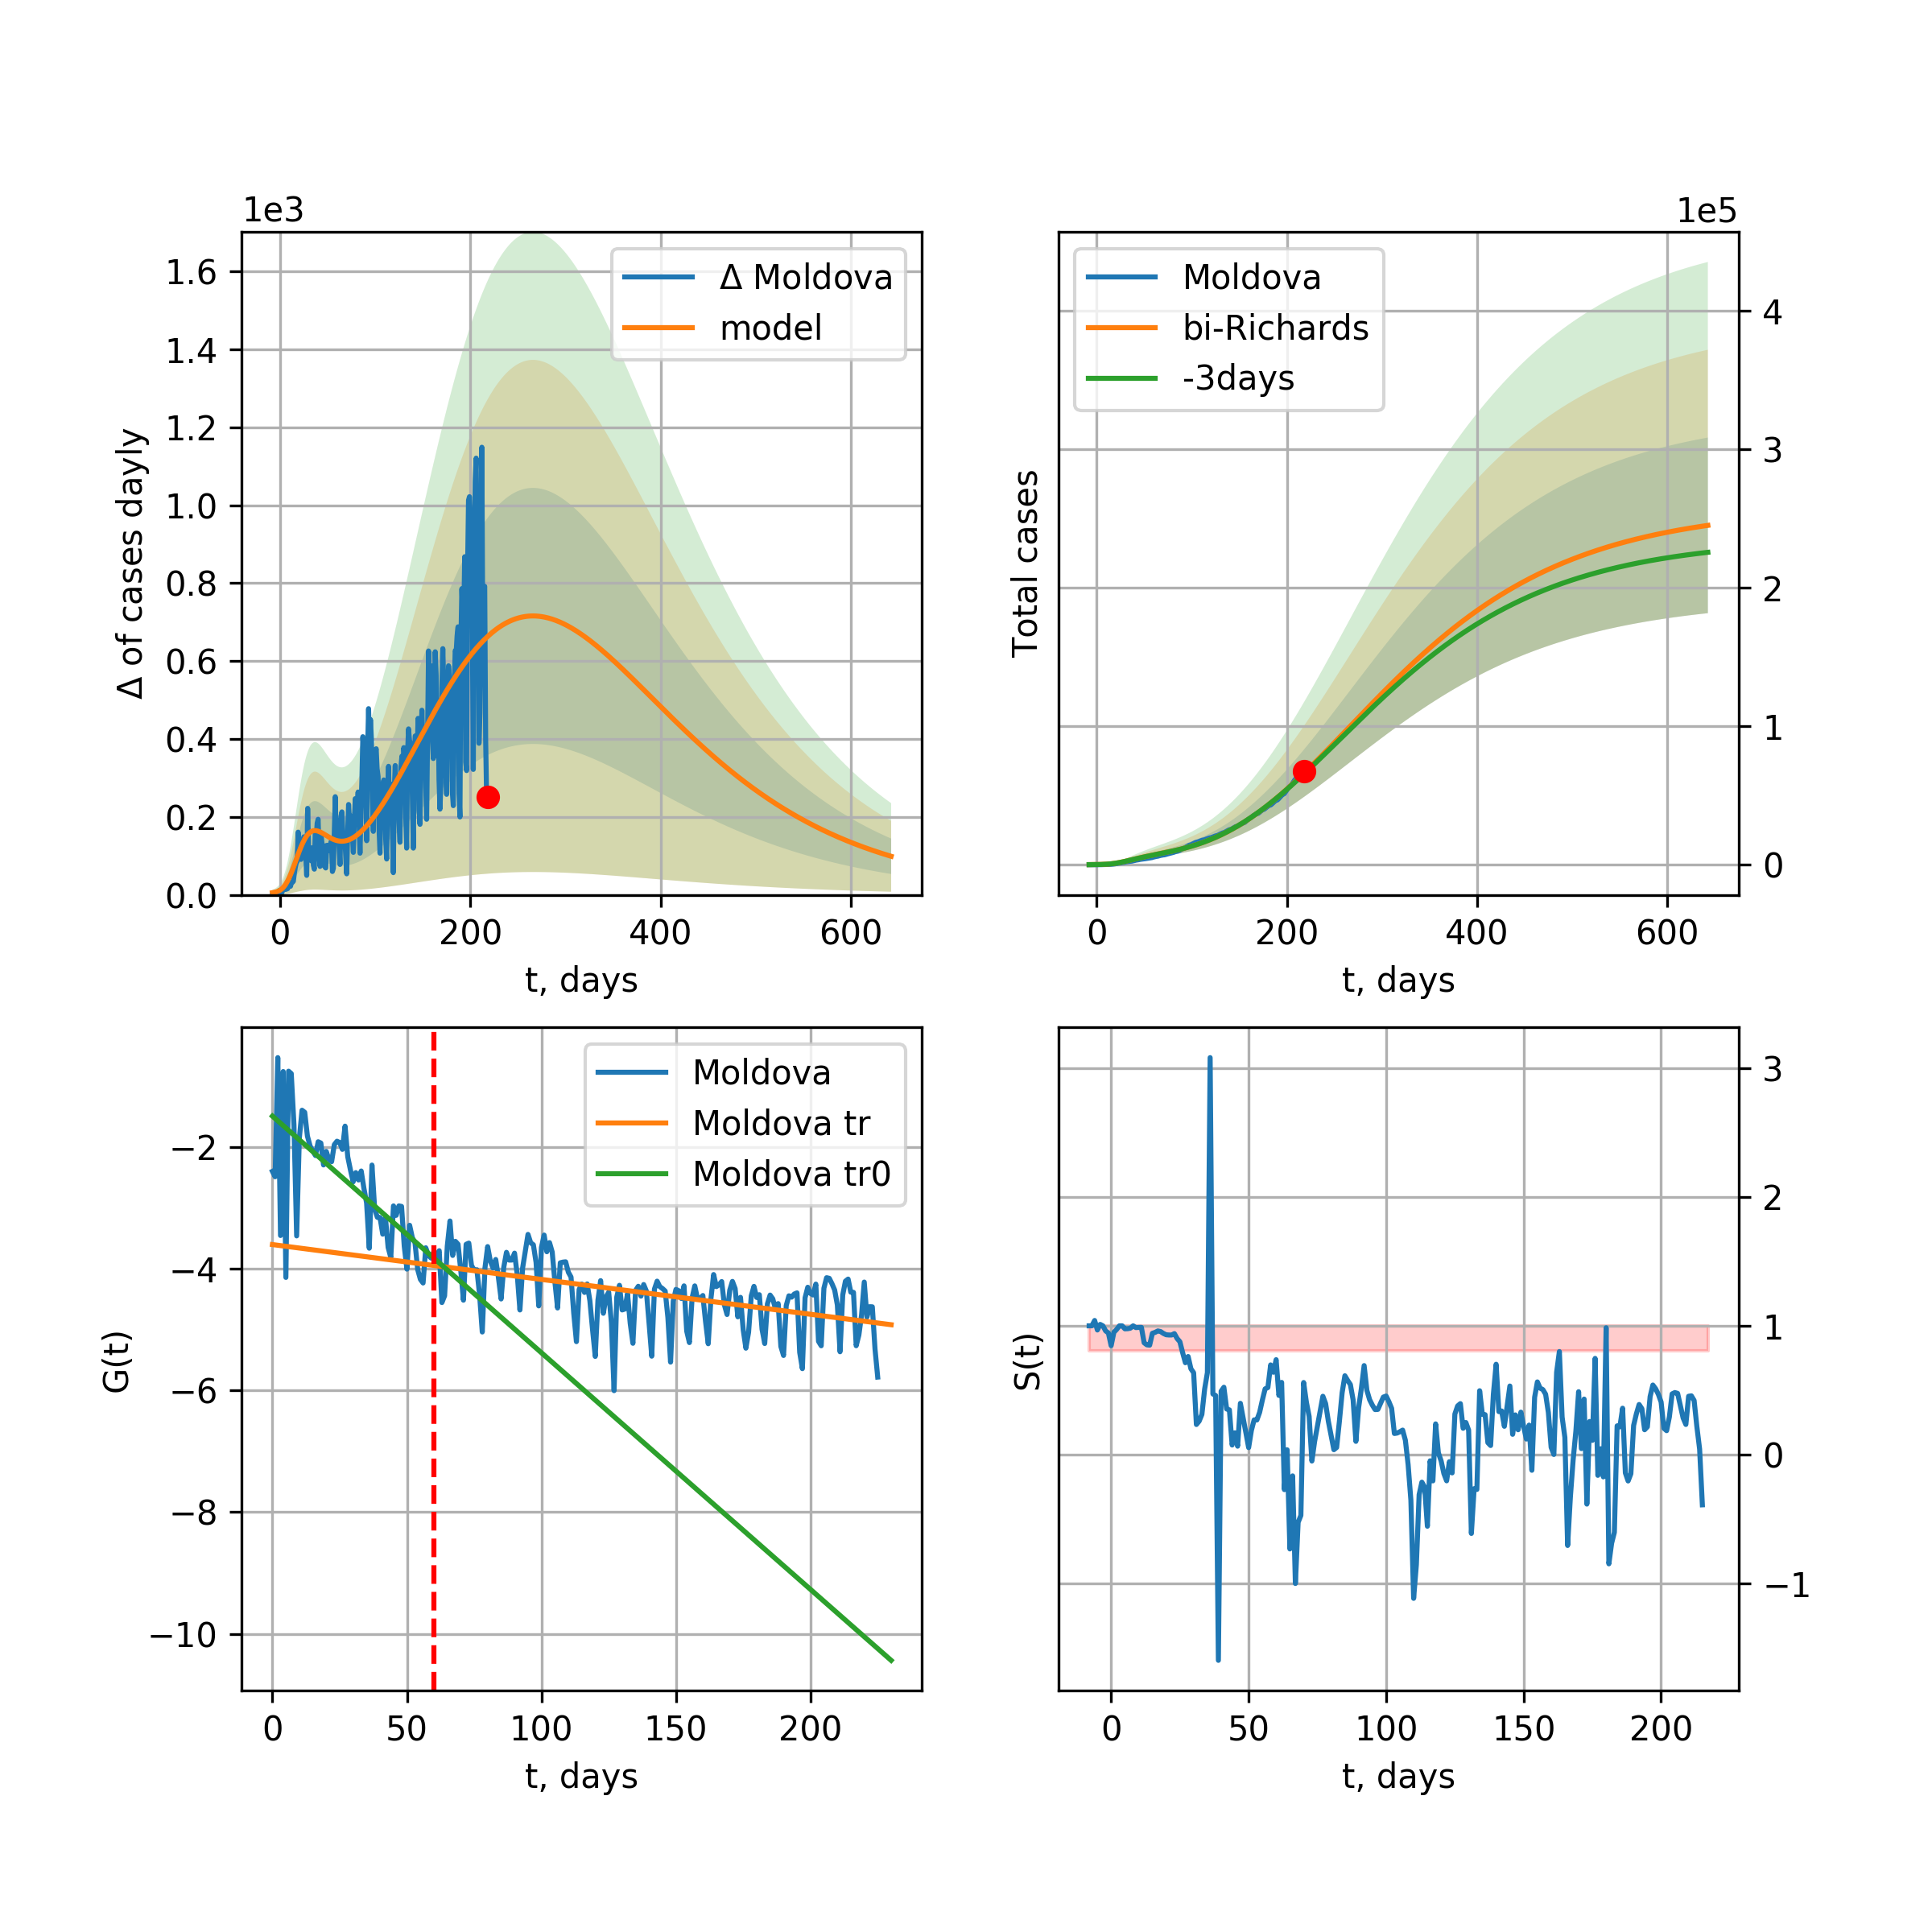 1e3
Δ of cases dayly
1.6
1.4
1.2
1.0
0.8
0.6
0.4
0.2
0.0
Δ Moldova
model
0 200 400 600
t, days
1e5
Total cases
Moldova
bi-Richards
-3days
4
3
2
1
0
0 200 400 600
t, days
G(t)
−2
−4
−6
−8
−10
Moldova
Moldova tr
Moldova tr0
0 50 100 150 200
t, days
S(t)
3
2
1
0
−1
0 50 100 150 200
t, days